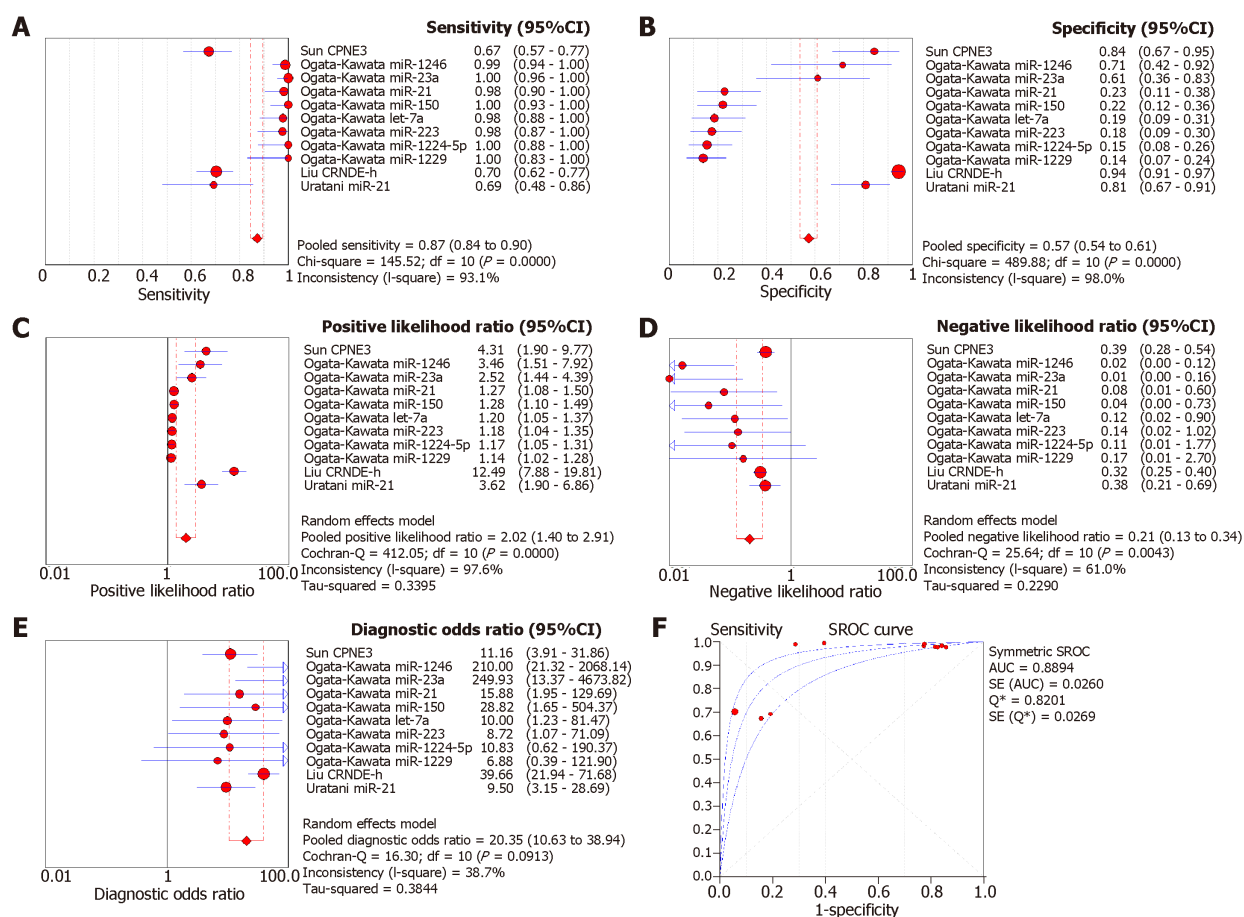 A
Sensitivity (95%CI)
Sun CPNE3 0.67 (0.57 - 0.77)
Ogata-Kawata miR-1246 0.99 (0.94 - 1.00)
Ogata-Kawata miR-23a 1.00 (0.96 - 1.00)
Ogata-Kawata miR-21 0.98 (0.90 - 1.00)
Ogata-Kawata miR-150 1.00 (0.93 - 1.00)
Ogata-Kawata let-7a 0.98 (0.88 - 1.00)
Ogata-Kawata miR-223 0.98 (0.87 - 1.00)
Ogata-Kawata miR-1224-5p 1.00 (0.88 - 1.00)
Ogata-Kawata miR-1229 1.00 (0.83 - 1.00)
Liu CRNDE-h 0.70 (0.62 - 0.77)
Uratani miR-21 0.69 (0.48 - 0.86)
Pooled sensitivity = 0.87 (0.84 to 0.90)
Chi-square = 145.52; df = 10 (P = 0.0000)
Inconsistency (I-square) = 93.1%
0 0.2 0.4 0.6 0.8 1
Sensitivity
B
Specificity (95%CI)
Sun CPNE3 0.84 (0.67 - 0.95)
Ogata-Kawata miR-1246 0.71 (0.42 - 0.92)
Ogata-Kawata miR-23a 0.61 (0.36 - 0.83)
Ogata-Kawata miR-21 0.23 (0.11 - 0.38)
Ogata-Kawata miR-150 0.22 (0.12 - 0.36)
Ogata-Kawata let-7a 0.19 (0.09 - 0.31)
Ogata-Kawata miR-223 0.18 (0.09 - 0.30)
Ogata-Kawata miR-1224-5p 0.15 (0.08 - 0.26)
Ogata-Kawata miR-1229 0.14 (0.07 - 0.24)
Liu CRNDE-h 0.94 (0.91 - 0.97)
Uratani miR-21 0.81 (0.67 - 0.91)
Pooled specificity = 0.57 (0.54 to 0.61)
Chi-square = 489.88; df = 10 (P = 0.0000)
Inconsistency (I-square) = 98.0%
0 0.2 0.4 0.6 0.8 1
Specificity
C
Positive likelihood ratio (95%CI)
Sun CPNE3 4.31 (1.90 - 9.77)
Ogata-Kawata miR-1246 3.46 (1.51 - 7.92)
Ogata-Kawata miR-23a 2.52 (1.44 - 4.39)
Ogata-Kawata miR-21 1.27 (1.08 - 1.50)
Ogata-Kawata miR-150 1.28 (1.10 - 1.49)
Ogata-Kawata let-7a 1.20 (1.05 - 1.37)
Ogata-Kawata miR-223 1.18 (1.04 - 1.35)
Ogata-Kawata miR-1224-5p 1.17 (1.05 - 1.31)
Ogata-Kawata miR-1229 1.14 (1.02 - 1.28)
Liu CRNDE-h 12.49 (7.88 - 19.81)
Uratani miR-21 3.62 (1.90 - 6.86)
Random effects model
Pooled positive likelihood ratio = 2.02 (1.40 to 2.91)
Cochran-Q = 412.05; df = 10 (P = 0.0000)
Inconsistency (I-square) = 97.6%
Tau-squared = 0.3395
0.01 1 100.0
Positive likelihood ratio
D
Negative likelihood ratio (95%CI)
Sun CPNE3 0.39 (0.28 - 0.54)
Ogata-Kawata miR-1246 0.02 (0.00 - 0.12)
Ogata-Kawata miR-23a 0.01 (0.00 - 0.16)
Ogata-Kawata miR-21 0.08 (0.01 - 0.60)
Ogata-Kawata miR-150 0.04 (0.00 - 0.73)
Ogata-Kawata let-7a 0.12 (0.02 - 0.90)
Ogata-Kawata miR-223 0.14 (0.02 - 1.02)
Ogata-Kawata miR-1224-5p 0.11 (0.01 - 1.77)
Ogata-Kawata miR-1229 0.17 (0.01 - 2.70)
Liu CRNDE-h 0.32 (0.25 - 0.40)
Uratani miR-21 0.38 (0.21 - 0.69)
Random effects model
Pooled negative likelihood ratio = 0.21 (0.13 to 0.34)
Cochran-Q = 25.64; df = 10 (P = 0.0043)
Inconsistency (I-square) = 61.0%
Tau-squared = 0.2290
0.01 1 100.0
Negative likelihood ratio
E
Diagnostic odds ratio (95%CI)
Sun CPNE3 11.16 (3.91 - 31.86)
Ogata-Kawata miR-1246 210.00 (21.32 - 2068.14)
Ogata-Kawata miR-23a 249.93 (13.37 - 4673.82)
Ogata-Kawata miR-21 15.88 (1.95 - 129.69)
Ogata-Kawata miR-150 28.82 (1.65 - 504.37)
Ogata-Kawata let-7a 10.00 (1.23 - 81.47)
Ogata-Kawata miR-223 8.72 (1.07 - 71.09)
Ogata-Kawata miR-1224-5p 10.83 (0.62 - 190.37)
Ogata-Kawata miR-1229 6.88 (0.39 - 121.90)
Liu CRNDE-h 39.66 (21.94 - 71.68)
Uratani miR-21 9.50 (3.15 - 28.69)
Random effects model
Pooled diagnostic odds ratio = 20.35 (10.63 to 38.94)
Cochran-Q = 16.30; df = 10 (P = 0.0913)
Inconsistency (I-square) = 38.7%
Tau-squared = 0.3844
0.01 1 100.0
Diagnostic odds ratio
F
Sensitivity SROC curve
1.0
0.9
0.8
0.7
0.6
0.5
0.4
0.3
0.2
0.1
0.0
Symmetric SROC
AUC = 0.8894
SE (AUC) = 0.0260
Q* = 0.8201
SE (Q*) = 0.0269
0.0 0.2 0.4 0.6 0.8 1.0
1-specificity